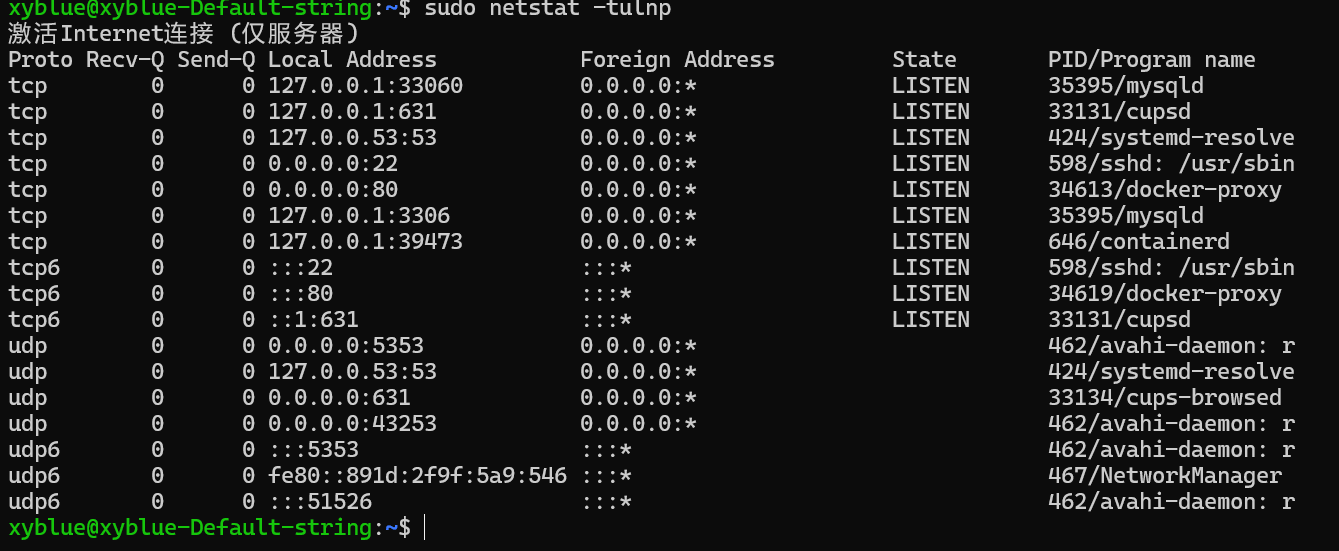 xyblue@xyblue-Default-string:~$ sudo netstat -tulnp
激活Internet连接 (仅服务器)
Proto Recv-Q Send-Q Local Address           Foreign Address         State       PID/Program name
tcp        0      0 127.0.0.1:33060         0.0.0.0:*               LISTEN      35395/mysqld
tcp        0      0 127.0.0.1:631           0.0.0.0:*               LISTEN      33131/cupsd
tcp        0      0 127.0.0.53:53           0.0.0.0:*               LISTEN      424/systemd-resolve
tcp        0      0 0.0.0.0:22              0.0.0.0:*               LISTEN      598/sshd: /usr/sbin
tcp        0      0 0.0.0.0:80              0.0.0.0:*               LISTEN      34613/docker-proxy
tcp        0      0 127.0.0.1:3306          0.0.0.0:*               LISTEN      35395/mysqld
tcp        0      0 127.0.0.1:39473         0.0.0.0:*               LISTEN      646/containerd
tcp6       0      0 :::22                   :::*                    LISTEN      598/sshd: /usr/sbin
tcp6       0      0 :::80                   :::*                    LISTEN      34619/docker-proxy
tcp6       0      0 ::1:631                 :::*                    LISTEN      33131/cupsd
udp        0      0 0.0.0.0:5353            0.0.0.0:*                           462/avahi-daemon: r
udp        0      0 127.0.0.53:53           0.0.0.0:*                           424/systemd-resolve
udp        0      0 0.0.0.0:631             0.0.0.0:*                           33134/cups-browsed
udp        0      0 0.0.0.0:43253           0.0.0.0:*                           462/avahi-daemon: r
udp6       0      0 :::5353                 :::*                                462/avahi-daemon: r
udp6       0      0 fe80::891d:2f9f:5a9:546 :::*                                467/NetworkManager
udp6       0      0 :::51526                :::*                                462/avahi-daemon: r
xyblue@xyblue-Default-string:~$